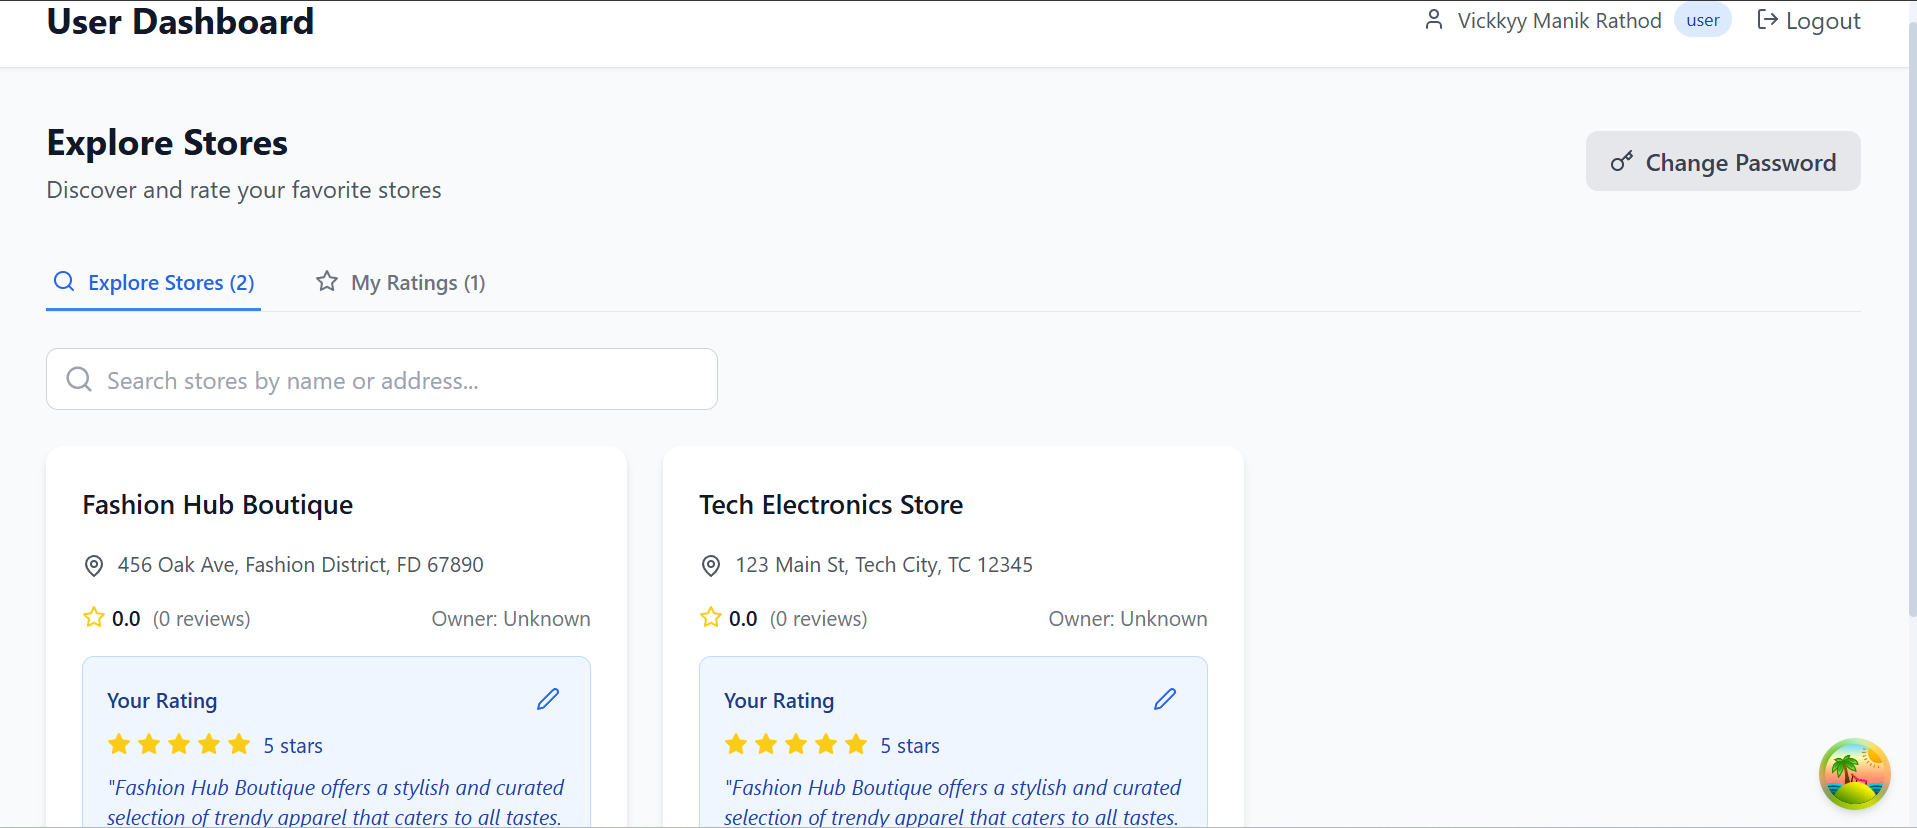 User Dashboard
Vickkyy Manik Rathod user Logout
Explore Stores
Discover and rate your favorite stores
Change Password
Explore Stores (2) My Ratings (1)
Search stores by name or address...
Fashion Hub Boutique
456 Oak Ave, Fashion District, FD 67890
0.0 (0 reviews) Owner: Unknown
Your Rating
5 stars
"Fashion Hub Boutique offers a stylish and curated
selection of trendy apparel that caters to all tastes.
Tech Electronics Store
123 Main St, Tech City, TC 12345
0.0 (0 reviews) Owner: Unknown
Your Rating
5 stars
"Fashion Hub Boutique offers a stylish and curated
selection of trendy apparel that caters to all tastes.